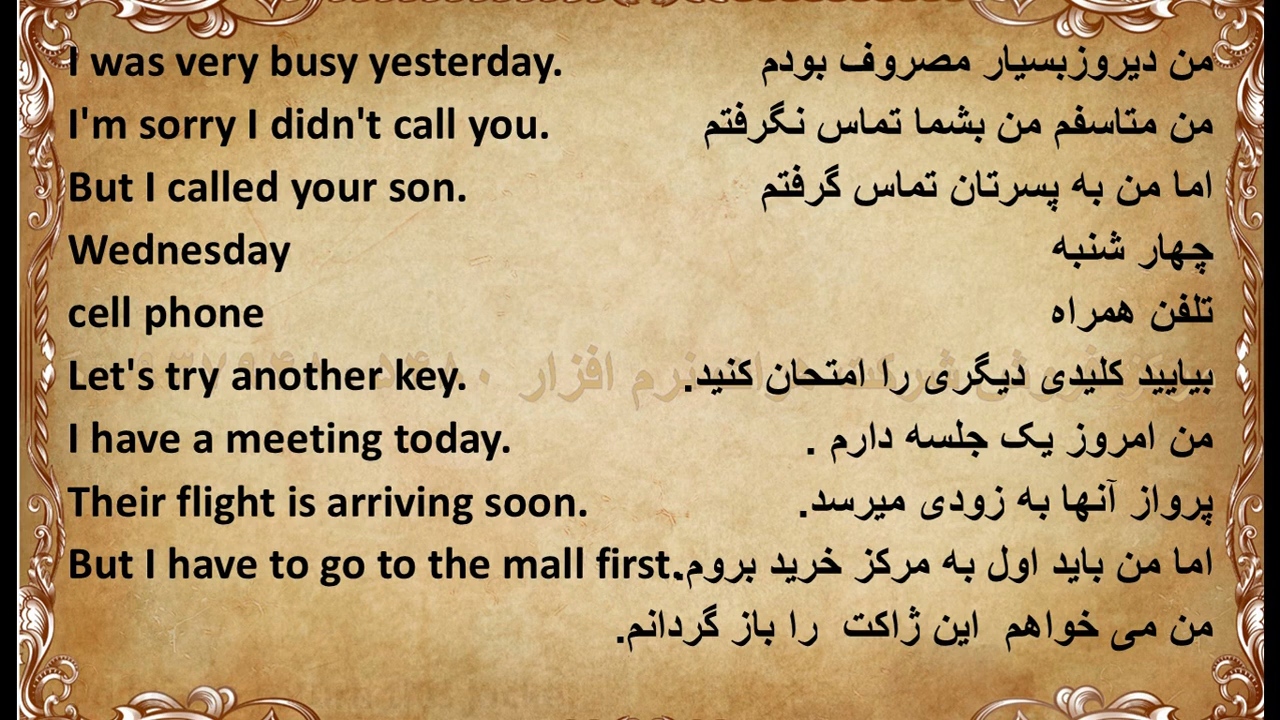 I was very busy yesterday. من دیروزبسیار مصروف بودم
I'm sorry I didn't call you. من متاسفم من بشما تماس نگرفتم
But I called your son. اما من به پسرتان تماس گرفتم
Wednesday چهار شنبه
cell phone تلفن همراه
Let's try another key. بیایید کلیدی دیگری را امتحان کنید.
I have a meeting today. من امروز یک جلسه دارم .
Their flight is arriving soon. پرواز آنها به زودی میرسد.
But I have to go to the mall first. اما من باید اول به مرکز خرید بروم.
من می خواهم این ژاکت را باز گردانم.